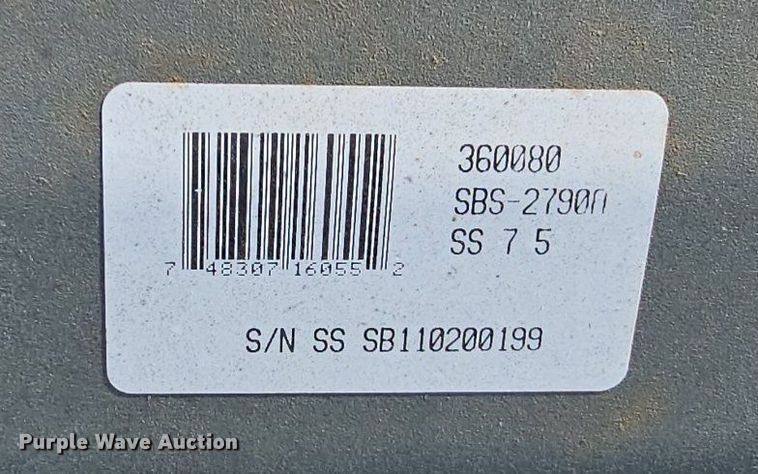 360080
SBS-2790A
SS 7 5
7 48307 16055 2
S/N SS SB110200199
Purple Wave Auction